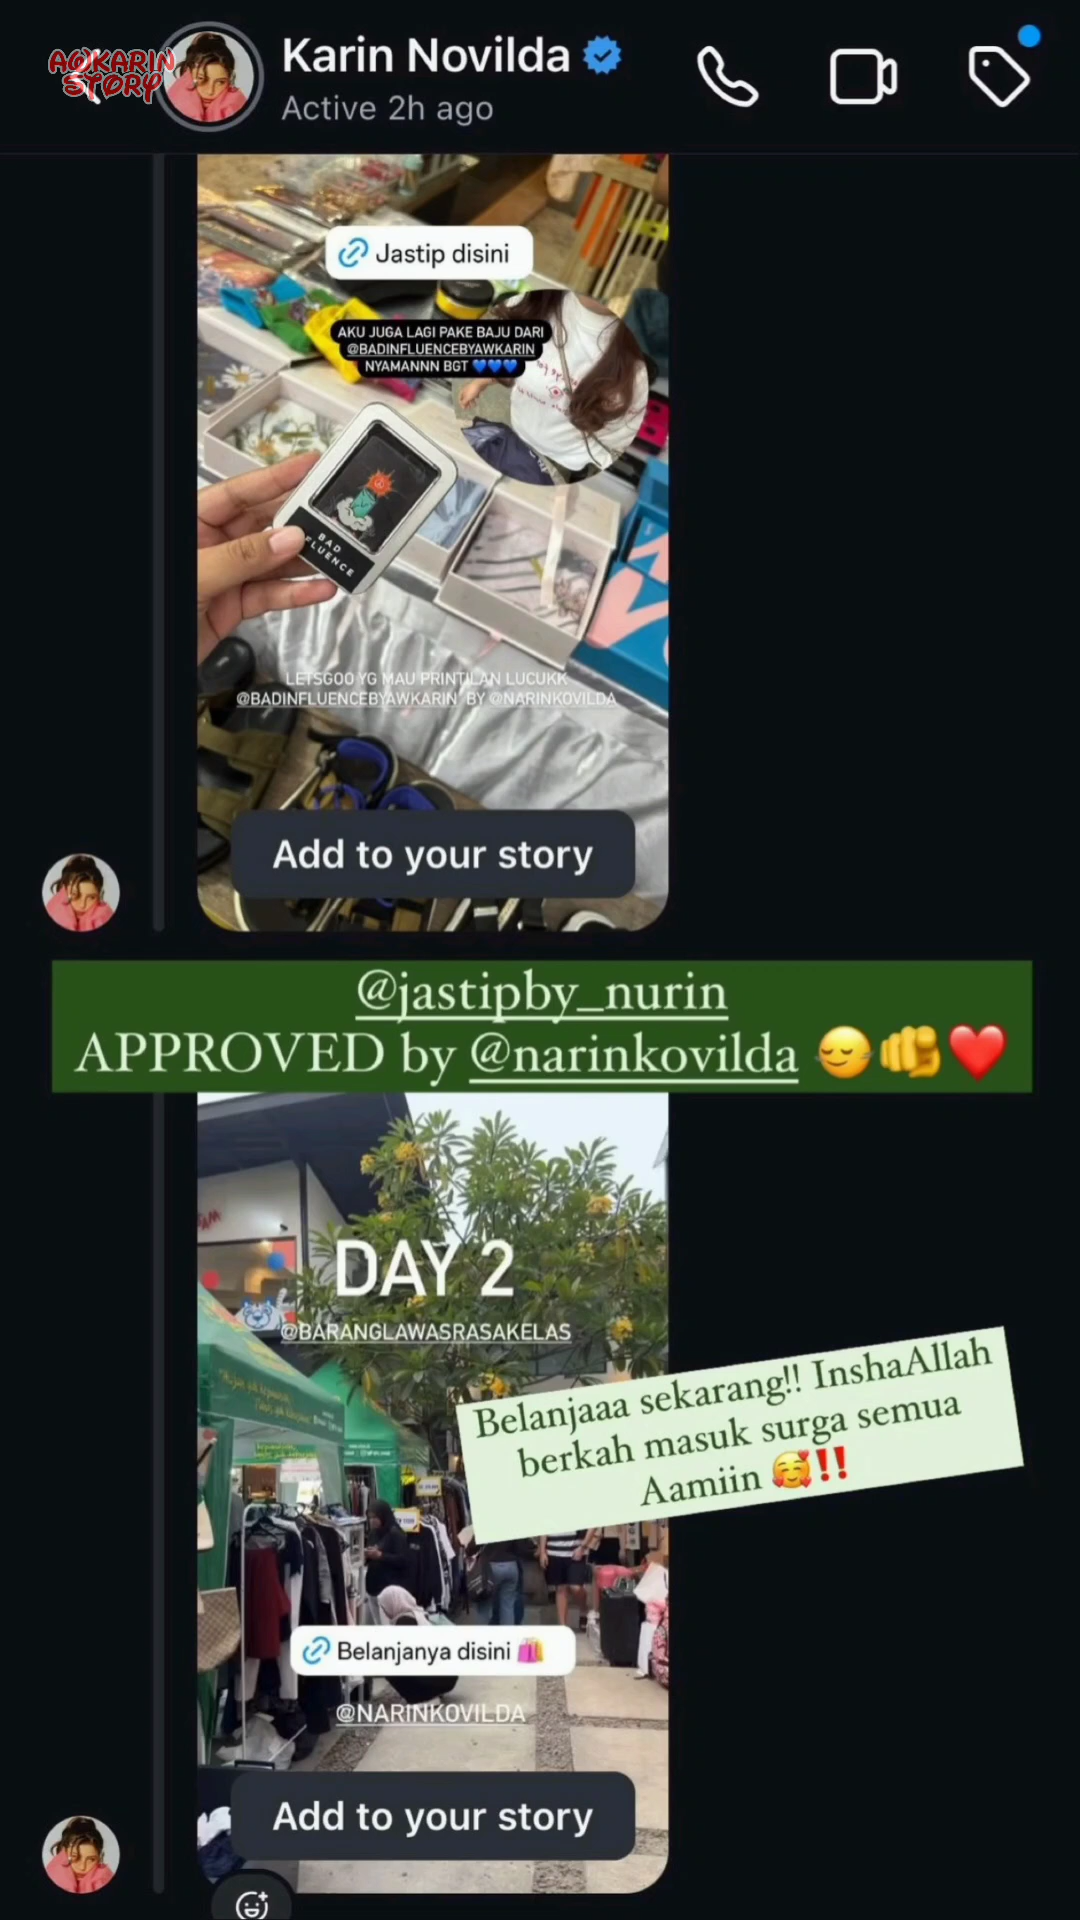 AWKARIN
STORY
Karin Novilda
Active 2h ago
Jastip disini
AKU JUGA LAGI PAKE BAJU DARI
@BADINFLUENCEBYAWKARIN
NYAMANNN BGT 💙💙💙
BAD
FLUENCE
LETSGOO YG MAU PRINTILAN LUCUKK
@BADINFLUENCEBYAWKARIN BY @NARINKOVILDA
Add to your story
@jastipby_nurin
APPROVED by @narinkovilda 😌🫵❤️
DAY 2
@BARANGLAWASRASAKELAS
Belanjaaa sekarang!! InshaAllah
berkah masuk surga semua
Aamiin 🥰‼️
Belanjanya disini 🛍️
@NARINKOVILDA
Add to your story